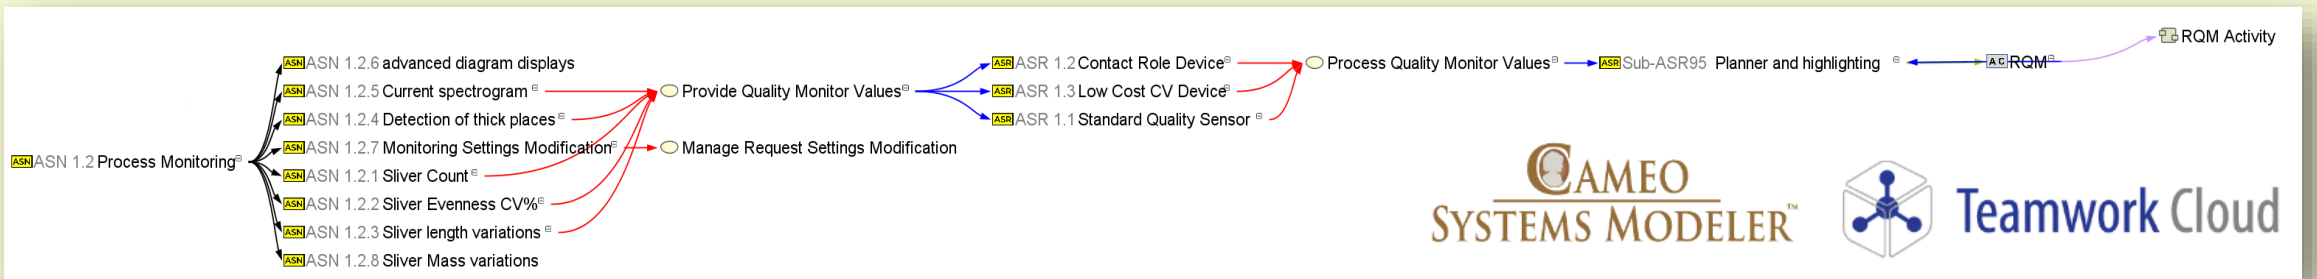 RQM Activity
ASN ASN 1.2.6 advanced diagram displays
ASR ASR 1.2 Contact Role Device
Process Quality Monitor Values
ASR Sub-ASR95 Planner and highlighting
A C RQM
ASN ASN 1.2.5 Current spectrogram
Provide Quality Monitor Values
ASR ASR 1.3 Low Cost CV Device
ASN ASN 1.2.4 Detection of thick places
ASR ASR 1.1 Standard Quality Sensor
ASN ASN 1.2.7 Monitoring Settings Modification
Manage Request Settings Modification
ASN ASN 1.2 Process Monitoring
ASN ASN 1.2.1 Sliver Count
ASN ASN 1.2.2 Sliver Evenness CV%
ASN ASN 1.2.3 Sliver length variations
ASN ASN 1.2.8 Sliver Mass variations
CAMEO
SYSTEMS MODELER™
Teamwork Cloud